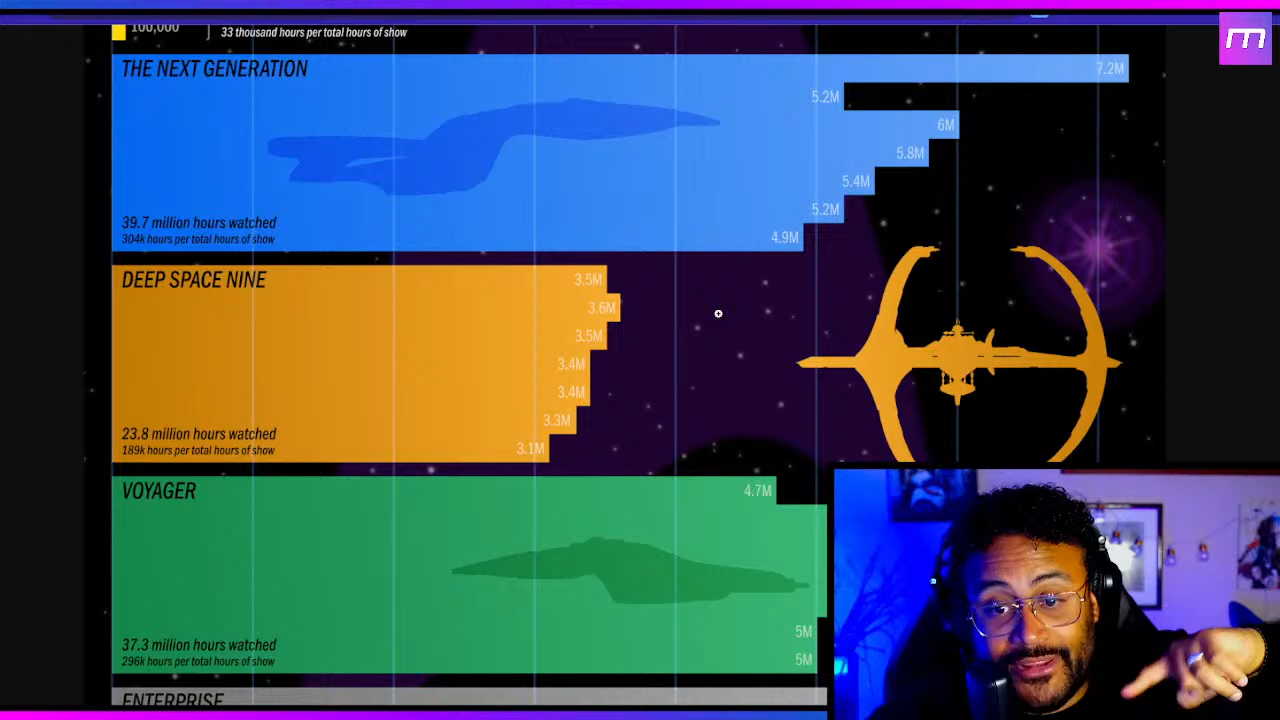 100,000
33 thousand hours per total hours of show
THE NEXT GENERATION
7.2M
5.2M
6M
5.8M
5.4M
5.2M
4.9M
39.7 million hours watched
304k hours per total hours of show
DEEP SPACE NINE
3.5M
3.6M
3.5M
3.4M
3.4M
3.3M
3.1M
23.8 million hours watched
189k hours per total hours of show
VOYAGER
4.7M
5M
5M
37.3 million hours watched
296k hours per total hours of show
ENTERPRISE
m